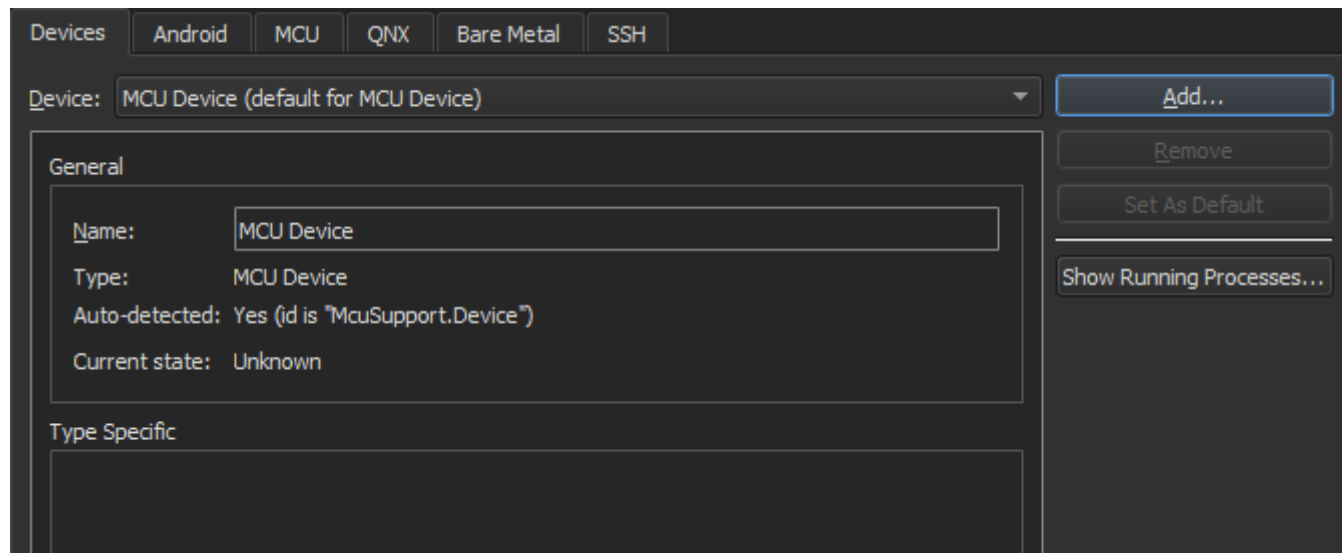 Devices Android MCU QNX Bare Metal SSH
Device: MCU Device (default for MCU Device) Add...
Remove
General
Set As Default
Name: MCU Device
Type: MCU Device Show Running Processes...
Auto-detected: Yes (id is "McuSupport.Device")
Current state: Unknown
Type Specific